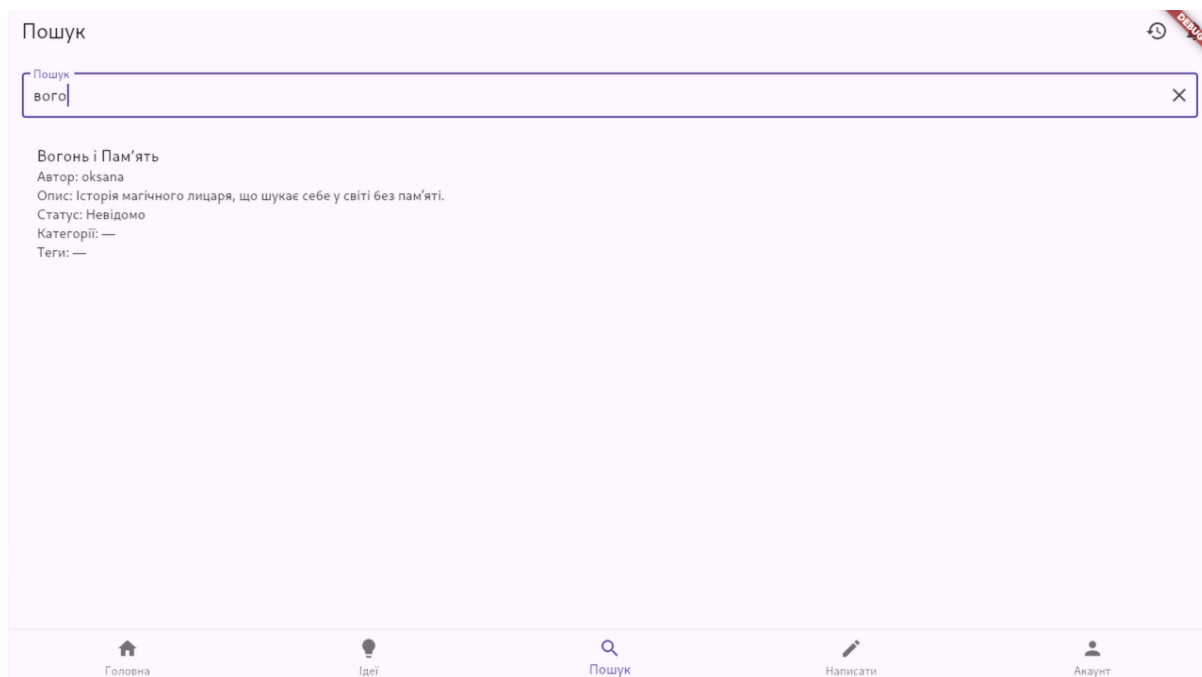 Пошук
DEBUG
Пошук
вого
Вогонь і Пам'ять
Автор: oksana
Опис: Історія магічного лицаря, що шукає себе у світі без пам'яті.
Статус: Невідомо
Категорії: —
Теги: —
Головна
Ідеї
Пошук
Написати
Акаунт